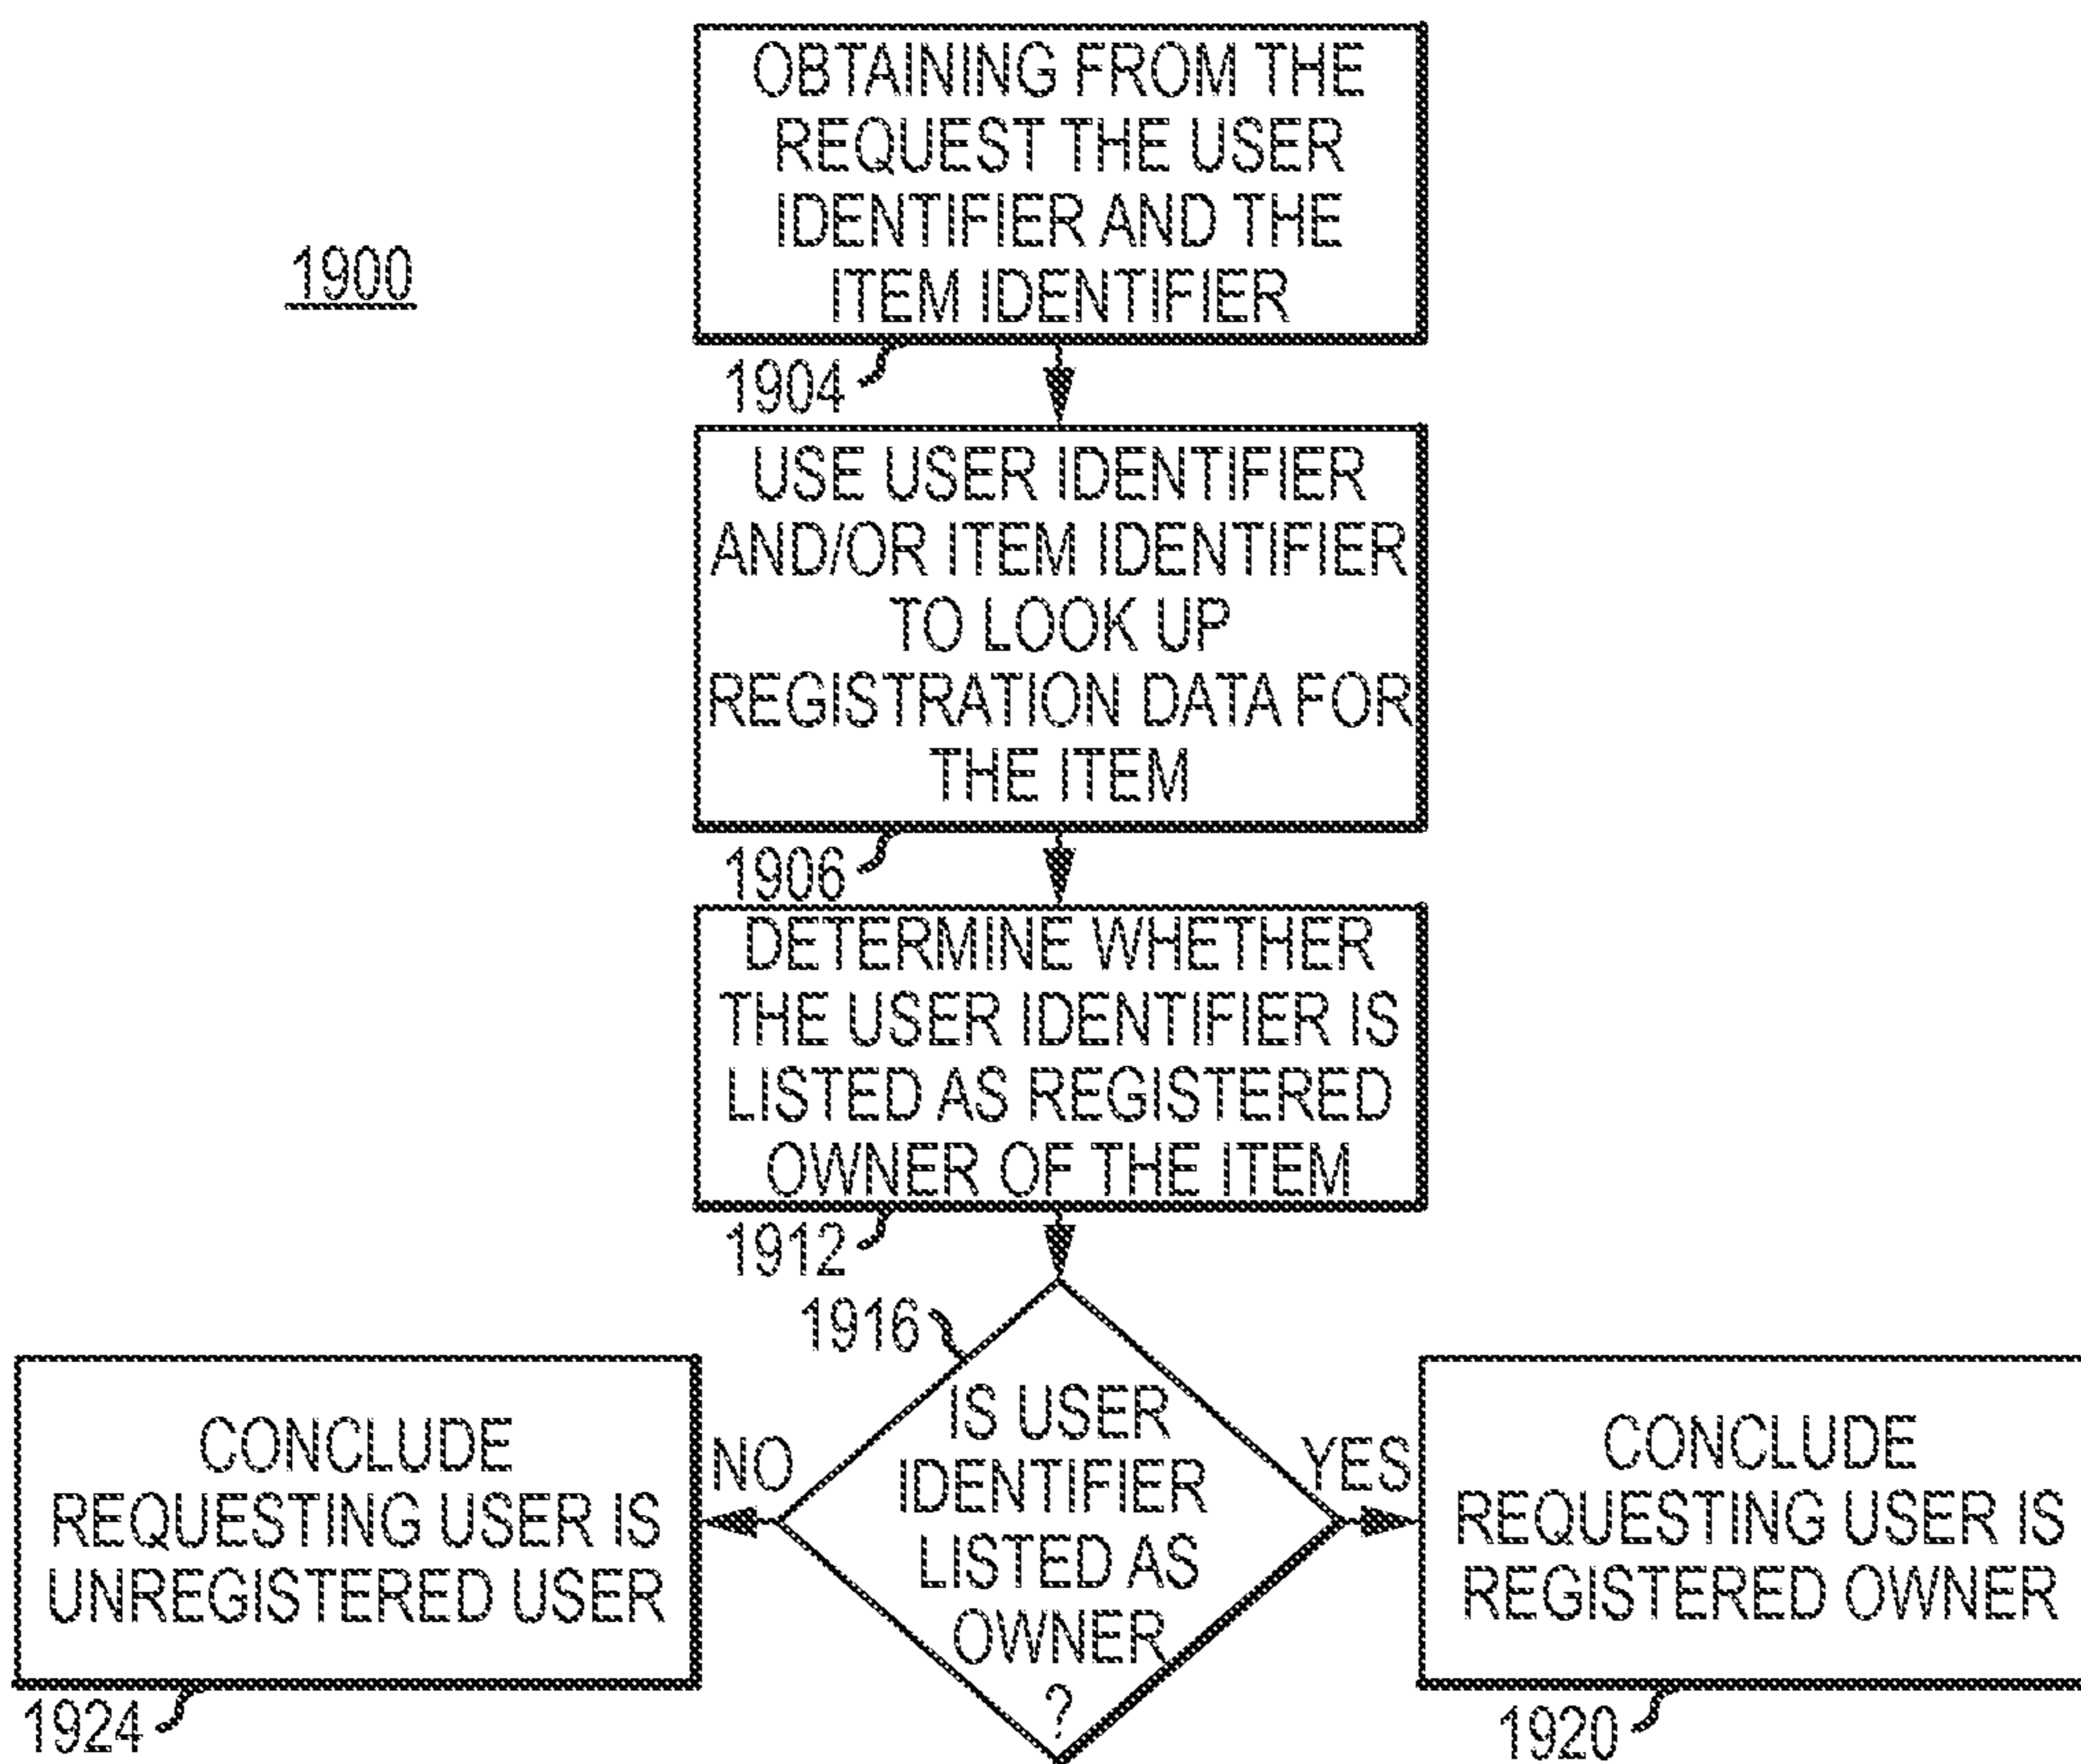 OBTAINING FROM THE
REQUEST THE USER
IDENTIFIER AND THE
ITEM IDENTIFIER
1900
1904
USE USER IDENTIFIER
AND/OR ITEM IDENTIFIER
TO LOOK UP
REGISTRATION DATA FOR
THE ITEM
1906
DETERMINE WHETHER
THE USER IDENTIFIER IS
LISTED AS REGISTERED
OWNER OF THE ITEM
1912
1916
IS USER
IDENTIFIER
LISTED AS
OWNER
?
NO
YES
CONCLUDE
REQUESTING USER IS
UNREGISTERED USER
1924
CONCLUDE
REQUESTING USER IS
REGISTERED OWNER
1920